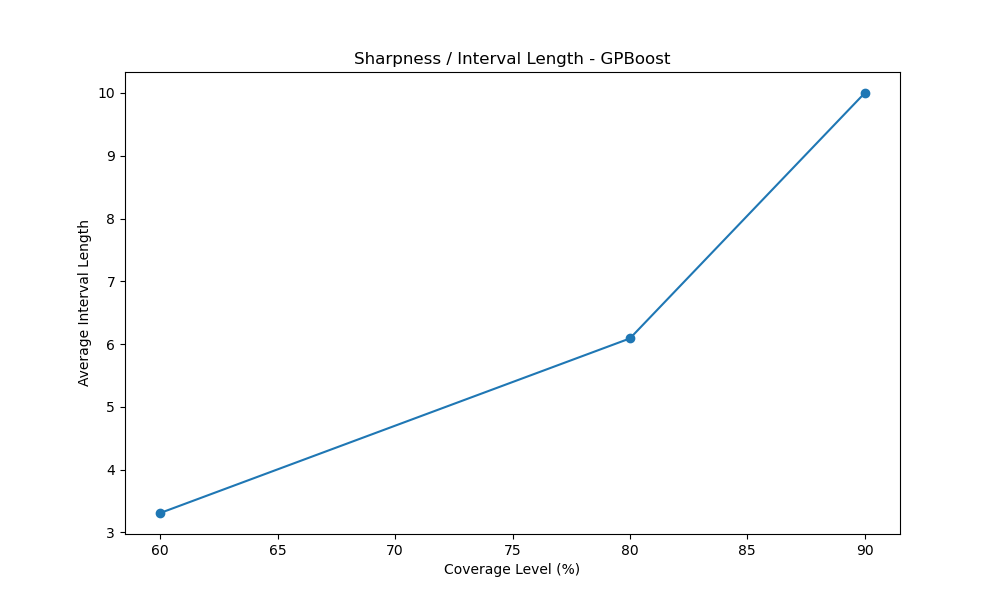 Sharpness / Interval Length - GPBoost
10
9
8
7
6
5
4
3
Average Interval Length
60 65 70 75 80 85 90
Coverage Level (%)